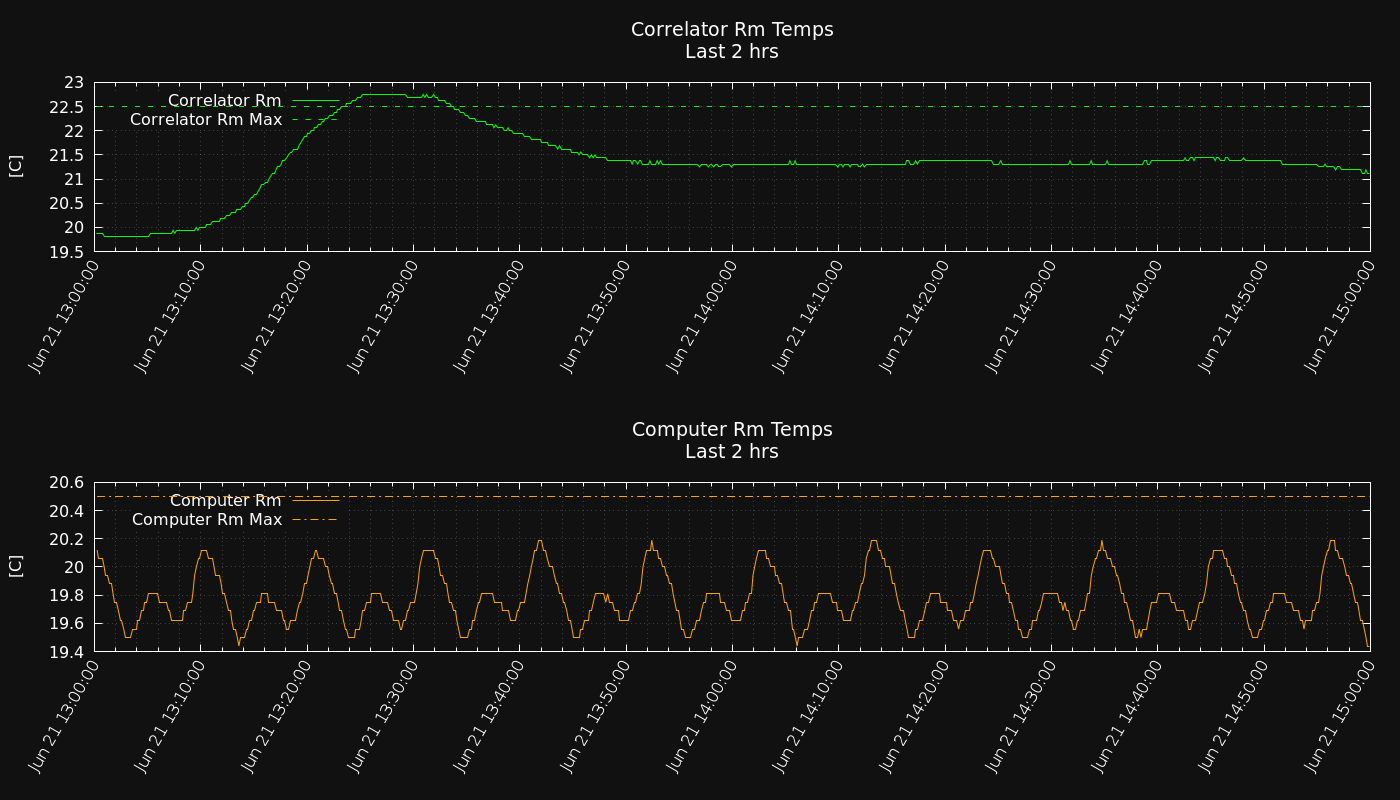 Correlator Rm Temps
Last 2 hrs
23
22.5
22
21.5
21
20.5
20
19.5
[C]
Correlator Rm
Correlator Rm Max
Jun 21 13:00:00
Jun 21 13:10:00
Jun 21 13:20:00
Jun 21 13:30:00
Jun 21 13:40:00
Jun 21 13:50:00
Jun 21 14:00:00
Jun 21 14:10:00
Jun 21 14:20:00
Jun 21 14:30:00
Jun 21 14:40:00
Jun 21 14:50:00
Jun 21 15:00:00
Computer Rm Temps
Last 2 hrs
20.6
20.4
20.2
20
19.8
19.6
19.4
[C]
Computer Rm
Computer Rm Max
Jun 21 13:00:00
Jun 21 13:10:00
Jun 21 13:20:00
Jun 21 13:30:00
Jun 21 13:40:00
Jun 21 13:50:00
Jun 21 14:00:00
Jun 21 14:10:00
Jun 21 14:20:00
Jun 21 14:30:00
Jun 21 14:40:00
Jun 21 14:50:00
Jun 21 15:00:00